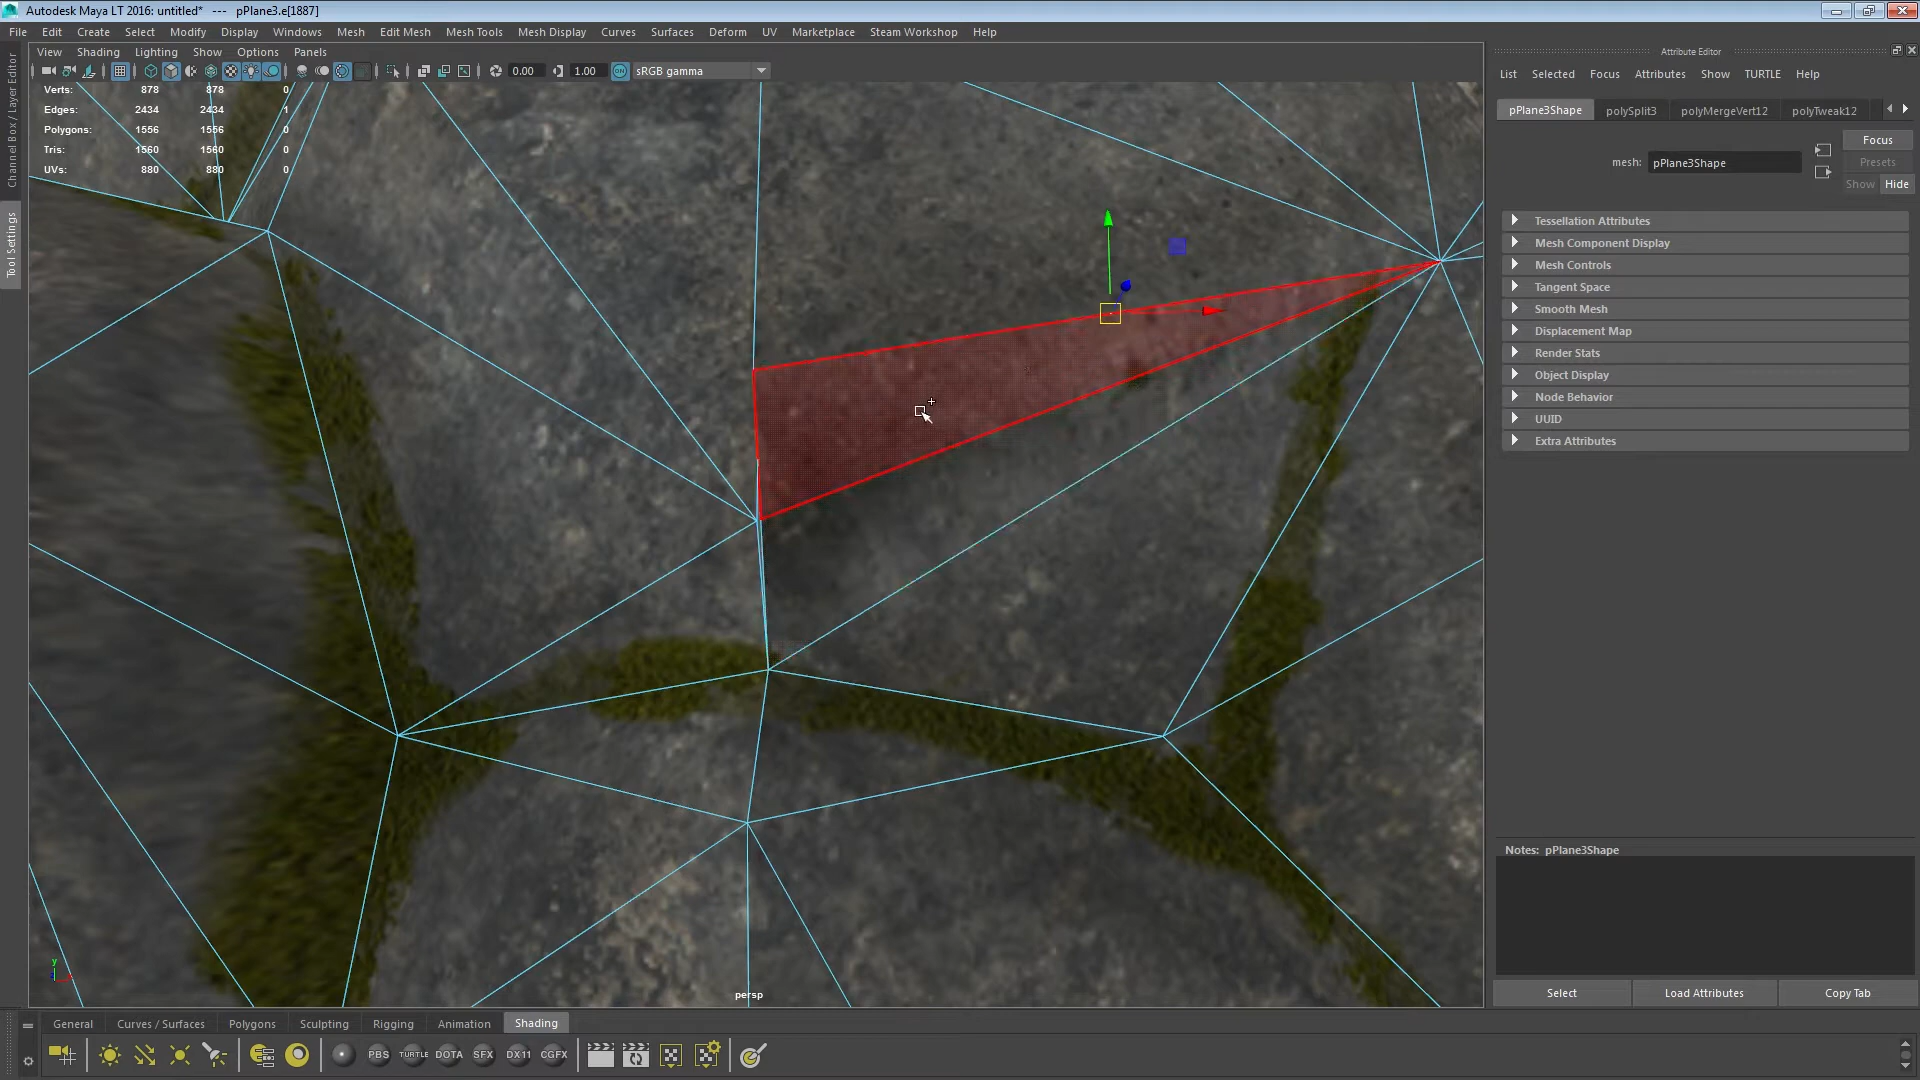 Autodesk Maya LT 2016: untitled*   ---   pPlane3.e[1887]
File Edit Create Select Modify Display Windows Mesh Edit Mesh Mesh Tools Mesh Display Curves Surfaces Deform UV Marketplace Steam Workshop Help
View Shading Lighting Show Options Panels
Attribute Editor
0.00 1.00 ON sRGB gamma
List Selected Focus Attributes Show TURTLE Help
Verts: 878 878 0
Edges: 2434 2434 1
Polygons: 1556 1556 0
Tris: 1560 1560 0
UVs: 880 880 0
Channel Box / Layer Editor
Tool Settings
pPlane3Shape polySplit3 polyMergeVert12 polyTweak12
Focus
mesh: pPlane3Shape
Presets
Show Hide
Tessellation Attributes
Mesh Component Display
Mesh Controls
Tangent Space
Smooth Mesh
Displacement Map
Render Stats
Object Display
Node Behavior
UUID
Extra Attributes
Notes: pPlane3Shape
y
persp
Select Load Attributes Copy Tab
General Curves / Surfaces Polygons Sculpting Rigging Animation Shading
PBS TURTLE DOTA SFX DX11 CGFX